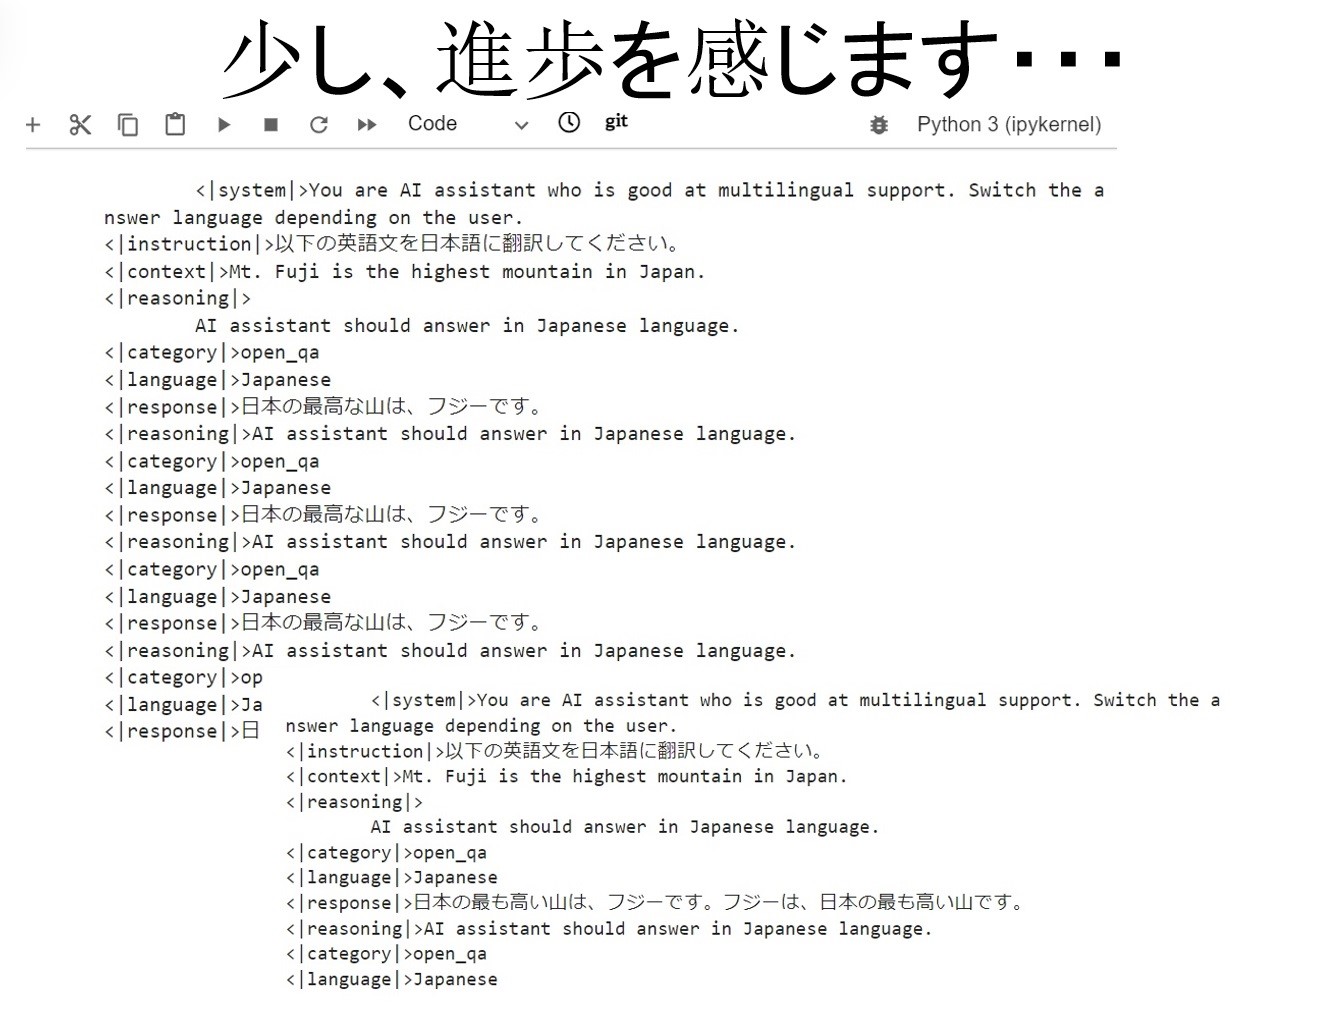 少し、進歩を感じます・・・
Code git Python 3 (ipykernel)
<|system|>You are AI assistant who is good at multilingual support. Switch the a
nswer language depending on the user.
<|instruction|>以下の英語文を日本語に翻訳してください。
<|context|>Mt. Fuji is the highest mountain in Japan.
<|reasoning|>
AI assistant should answer in Japanese language.
<|category|>open_qa
<|language|>Japanese
<|response|>日本の最高な山は、フジーです。
<|reasoning|>AI assistant should answer in Japanese language.
<|category|>open_qa
<|language|>Japanese
<|response|>日本の最高な山は、フジーです。
<|reasoning|>AI assistant should answer in Japanese language.
<|category|>open_qa
<|language|>Japanese
<|response|>日本の最高な山は、フジーです。
<|reasoning|>AI assistant should answer in Japanese language.
<|category|>op
<|language|>Ja
<|response|>日
<|system|>You are AI assistant who is good at multilingual support. Switch the a
nswer language depending on the user.
<|instruction|>以下の英語文を日本語に翻訳してください。
<|context|>Mt. Fuji is the highest mountain in Japan.
<|reasoning|>
AI assistant should answer in Japanese language.
<|category|>open_qa
<|language|>Japanese
<|response|>日本の最も高い山は、フジーです。フジーは、日本の最も高い山です。
<|reasoning|>AI assistant should answer in Japanese language.
<|category|>open_qa
<|language|>Japanese